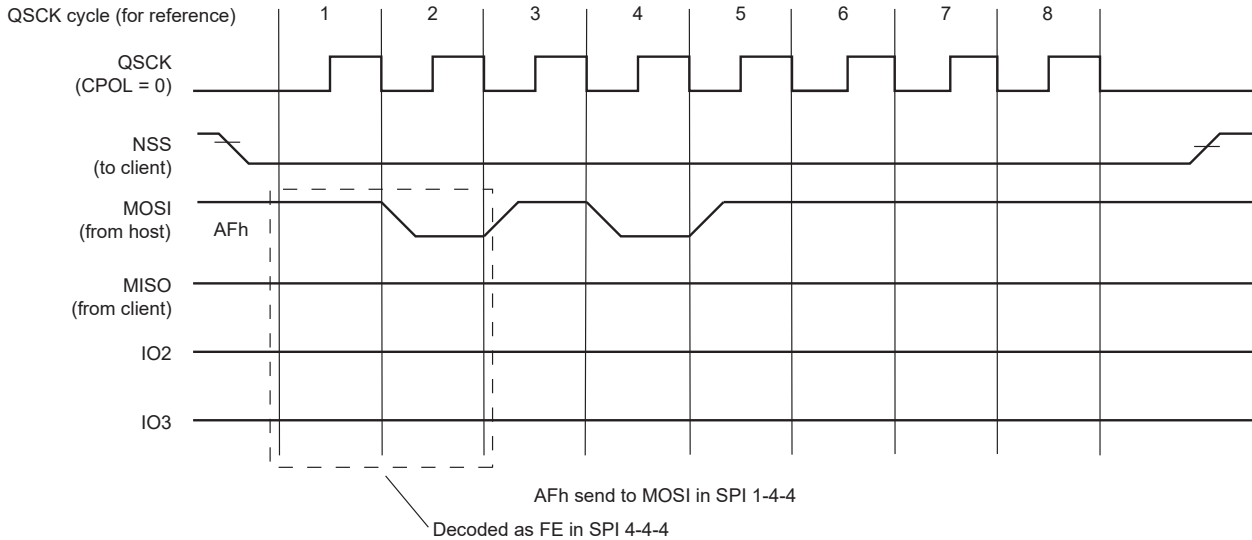 QSCK cycle (for reference) 1 2 3 4 5 6 7 8
QSCK
(CPOL = 0)
NSS
(to client)
MOSI
(from host)
AFh
MISO
(from client)
IO2
IO3
AFh send to MOSI in SPI 1-4-4
Decoded as FE in SPI 4-4-4